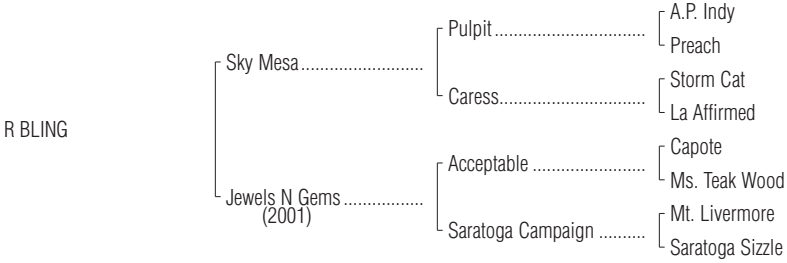 A.P. Indy
Pulpit..............................
Preach
Sky Mesa.........................
Storm Cat
Caress..............................
La Affirmed
R BLING
Capote
Acceptable .......................
Ms. Teak Wood
Jewels N Gems .................
(2001)
Mt. Livermore
Saratoga Campaign ..........
Saratoga Sizzle